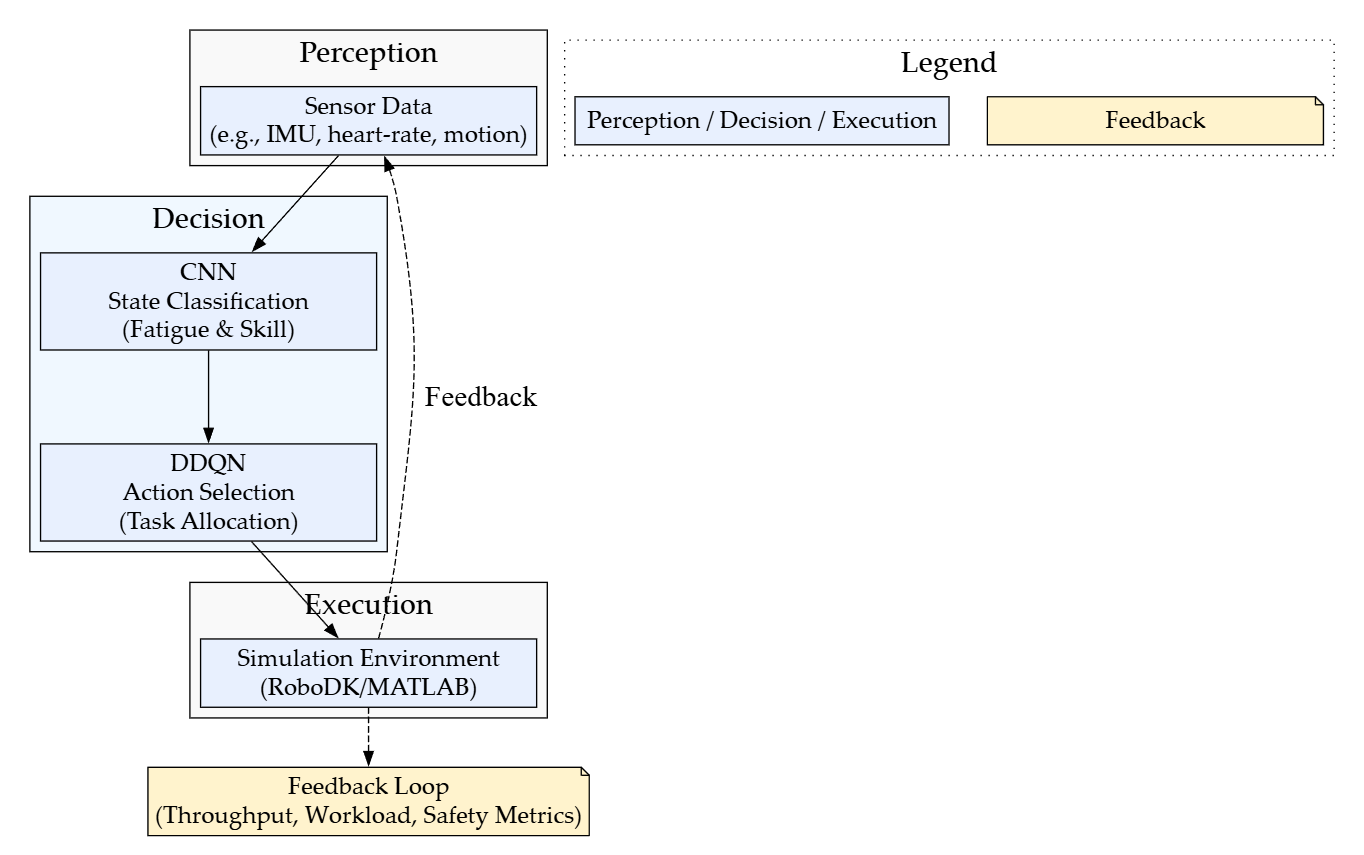 Perception
Sensor Data
(e.g., IMU, heart-rate, motion)
Legend
Perception / Decision / Execution
Feedback
Decision
CNN
State Classification
(Fatigue & Skill)
Feedback
DDQN
Action Selection
(Task Allocation)
Execution
Simulation Environment
(RoboDK/MATLAB)
Feedback Loop
(Throughput, Workload, Safety Metrics)